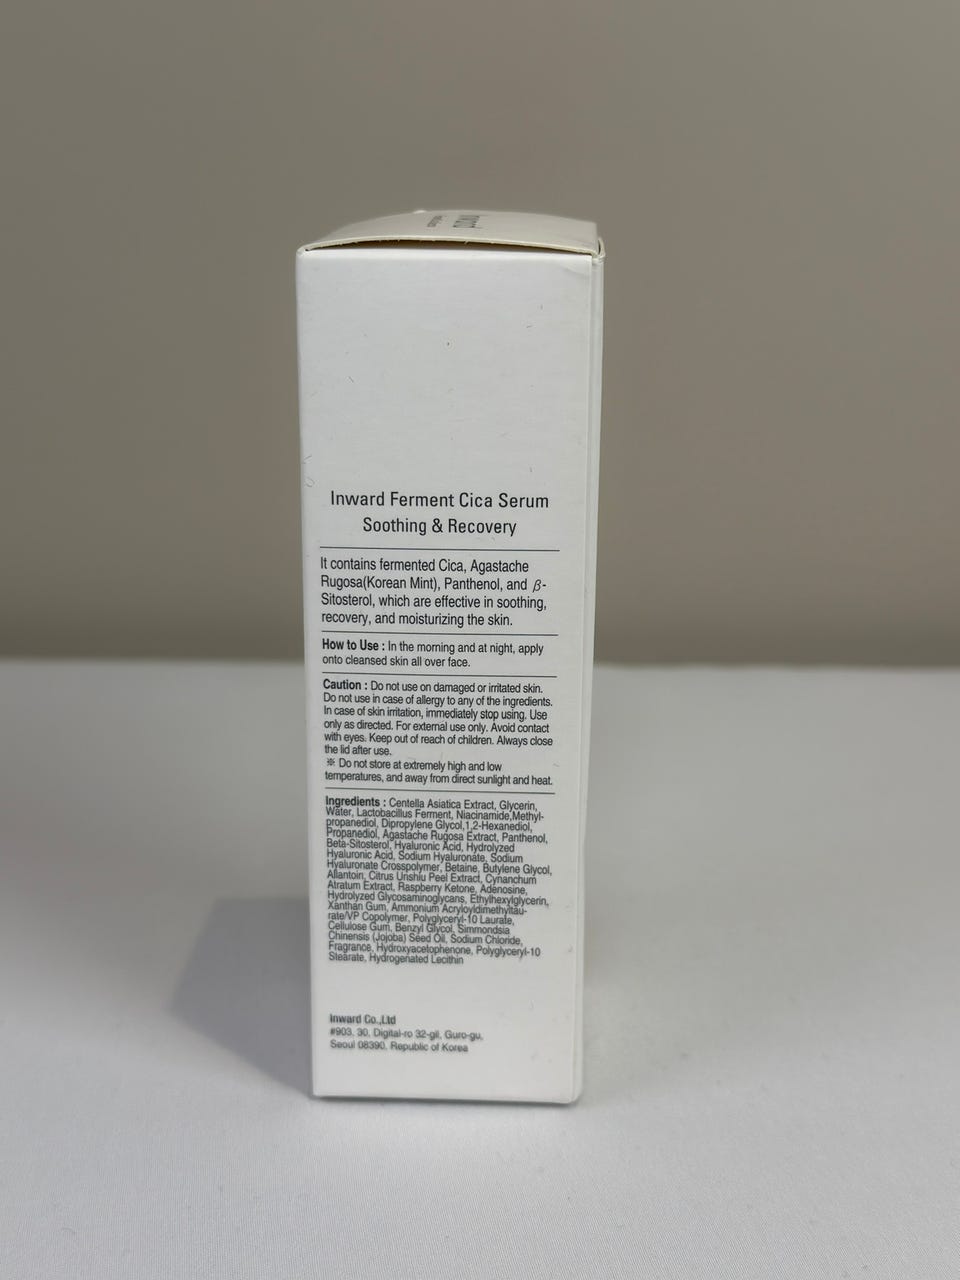 Inward Ferment Cica Serum
Soothing & Recovery
It contains fermented Cica, Agastache
Rugosa(Korean Mint), Panthenol, and β-
Sitosterol, which are effective in soothing,
recovery, and moisturizing the skin.
How to Use : In the morning and at night, apply
onto cleansed skin all over face.
Caution : Do not use on damaged or irritated skin.
Do not use in case of allergy to any of the ingredients.
In case of skin irritation, immediately stop using. Use
only as directed. For external use only. Avoid contact
with eyes. Keep out of reach of children. Always close
the lid after use.
※ Do not store at extremely high and low
temperatures, and away from direct sunlight and heat.
Ingredients : Centella Asiatica Extract, Glycerin,
Water, Lactobacillus Ferment, Niacinamide,Methyl-
propanediol, Dipropylene Glycol,1,2-Hexanediol,
Propanediol, Agastache Rugosa Extract, Panthenol,
Beta-Sitosterol, Hyaluronic Acid, Hydrolyzed
Hyaluronic Acid, Sodium Hyaluronate, Sodium
Hyaluronate Crosspolymer, Betaine, Butylene Glycol,
Allantoin, Citrus Unshiu Peel Extract, Cynanchum
Atratum Extract, Raspberry Ketone, Adenosine,
Hydrolyzed Glycosaminoglycans, Ethylhexylglycerin,
Xanthan Gum, Ammonium Acryloyldimethyltau-
rate/VP Copolymer, Polyglyceryl-10 Laurate,
Cellulose Gum, Benzyl Glycol, Simmondsia
Chinensis (Jojoba) Seed Oil, Sodium Chloride,
Fragrance, Hydroxyacetophenone, Polyglyceryl-10
Stearate, Hydrogenated Lecithin
Inward Co.,Ltd
#903, 30, Digital-ro 32-gil, Guro-gu,
Seoul 08390, Republic of Korea